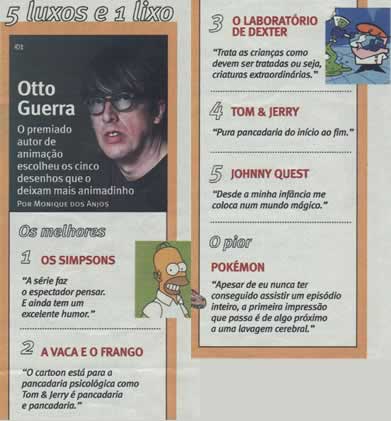 5 luxos e 1 lixo
Otto
Guerra
O premiado
autor de
animação
escolheu os cinco
desenhos que o
deixam mais animadinho
POR MONIQUE DOS ANJOS
Os melhores
1 OS SIMPSONS
"A série faz
o espectador pensar.
E ainda tem um
excelente humor."
2 A VACA E O FRANGO
"O cartoon está para a
pancadaria psicológica como
Tom & Jerry é pancadaria
e pancadaria."
3 O LABORATÓRIO
DE DEXTER
"Trata as crianças como
devem ser tratadas ou seja,
criaturas extraordinárias."
4 TOM & JERRY
"Pura pancadaria do início ao fim."
5 JOHNNY QUEST
"Desde a minha infância me
coloca num mundo mágico."
O pior
POKÉMON
"Apesar de eu nunca ter
conseguido assistir um episódio
inteiro, a primeira impressão
que passa é de algo próximo
a uma lavagem cerebral."